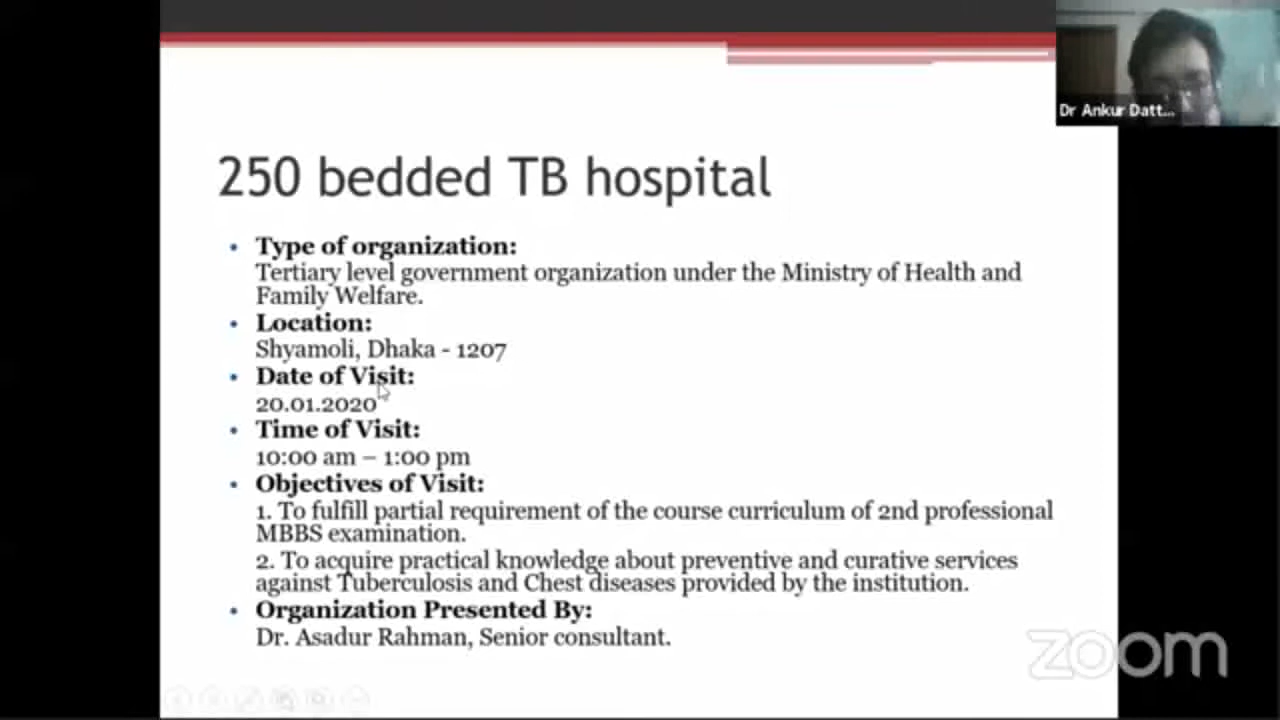 Dr Ankur Datt...
250 bedded TB hospital
• Type of organization:
Tertiary level government organization under the Ministry of Health and
Family Welfare.
• Location:
Shyamoli, Dhaka - 1207
• Date of Visit:
20.01.2020
• Time of Visit:
10:00 am – 1:00 pm
• Objectives of Visit:
1. To fulfill partial requirement of the course curriculum of 2nd professional
MBBS examination.
2. To acquire practical knowledge about preventive and curative services
against Tuberculosis and Chest diseases provided by the institution.
• Organization Presented By:
Dr. Asadur Rahman, Senior consultant.
zoom